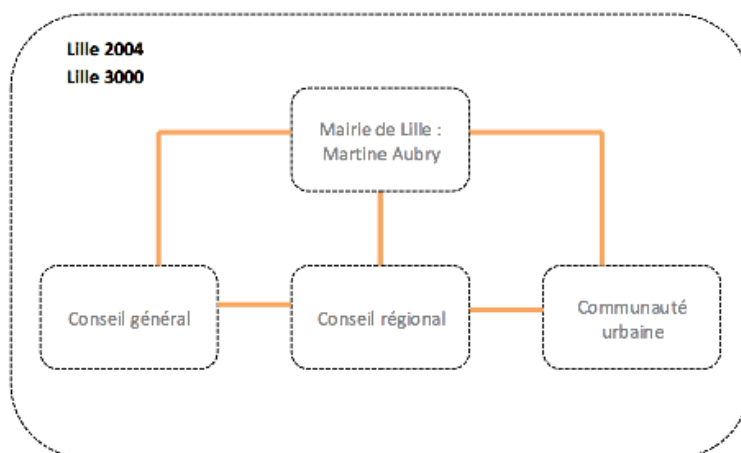 Lille 2004
Lille 3000
Mairie de Lille :
Martine Aubry
Conseil général
Conseil régional
Communauté
urbaine